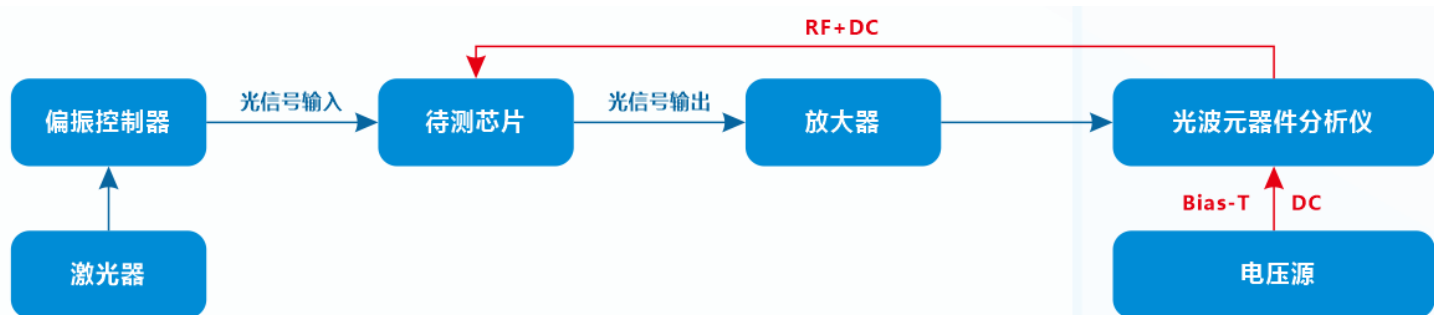 RF+DC
偏振控制器
光信号输入
待测芯片
光信号输出
放大器
光波元器件分析仪
Bias-T
DC
激光器
电压源